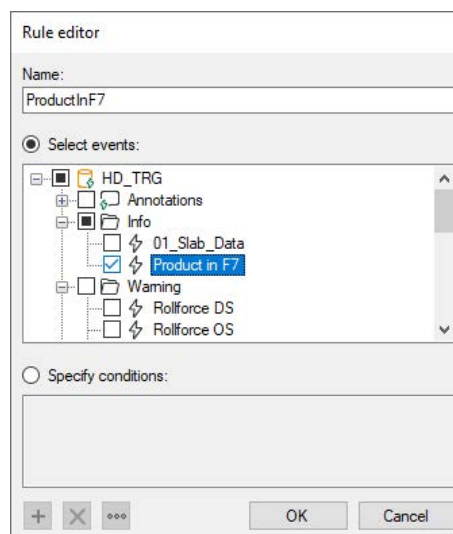 Rule editor
Name:
ProductInF7
Select events:
HD_TRG
Annotations
Info
01_Slab_Data
Product in F7
Warning
Rollforce DS
Rollforce OS
Specify conditions:
OK
Cancel